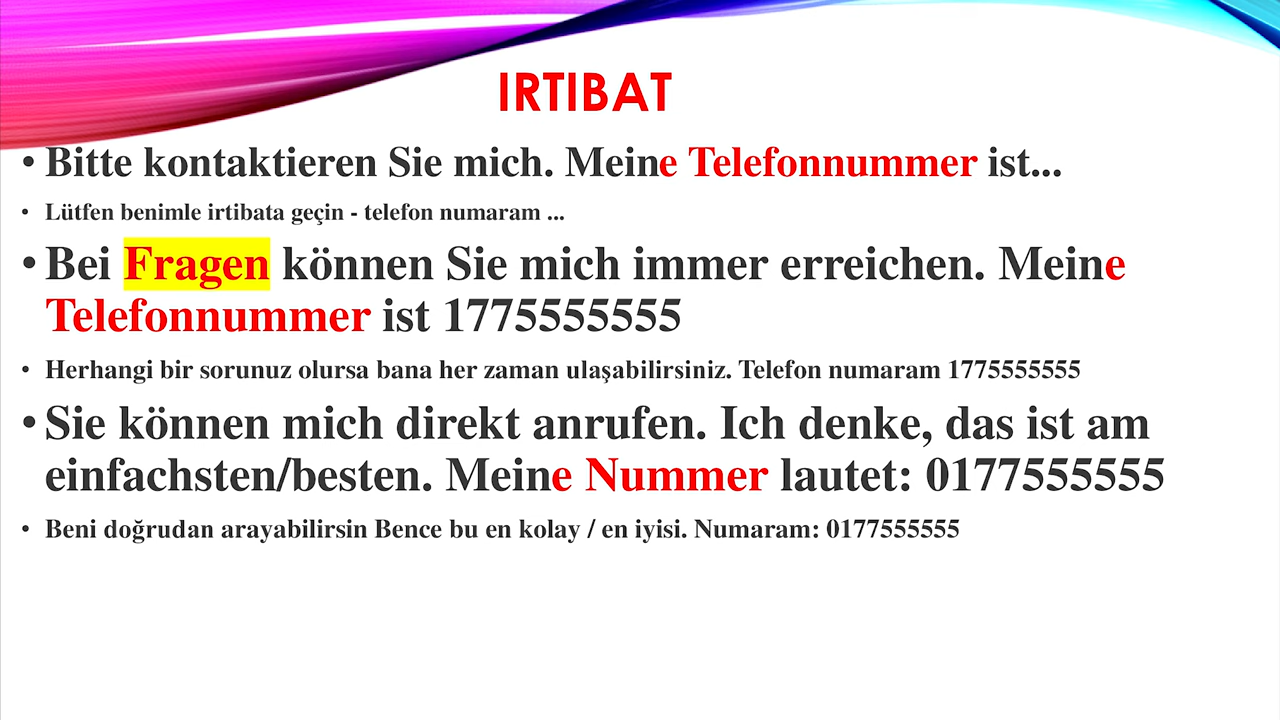 IRTIBAT
• Bitte kontaktieren Sie mich. Meine Telefonnummer ist...
• Lütfen benimle irtibata geçin - telefon numaram ...
• Bei Fragen können Sie mich immer erreichen. Meine
Telefonnummer ist 1775555555
• Herhangi bir sorunuz olursa bana her zaman ulaşabilirsiniz. Telefon numaram 1775555555
• Sie können mich direkt anrufen. Ich denke, das ist am
einfachsten/besten. Meine Nummer lautet: 0177555555
• Beni doğrudan arayabilirsin Bence bu en kolay / en iyisi. Numaram: 0177555555